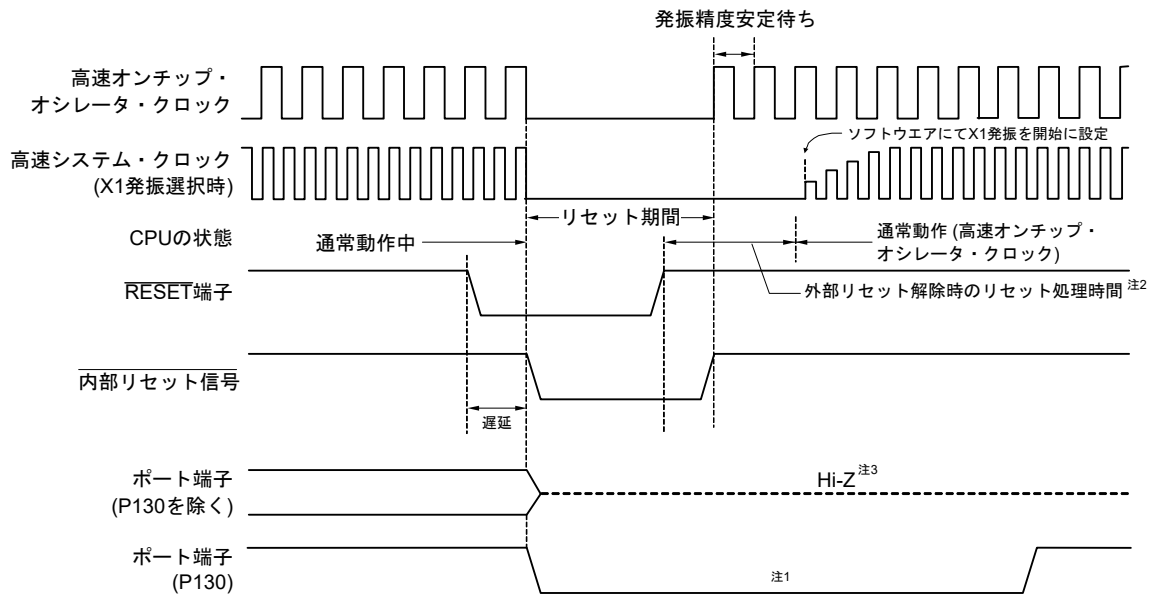 発振精度安定待ち
高速オンチップ・
オシレータ・クロック
ソフトウエアにてX1発振を開始に設定
高速システム・クロック
(X1発振選択時)
リセット期間
CPUの状態
通常動作中
通常動作 (高速オンチップ・
オシレータ・クロック)
RESET端子
外部リセット解除時のリセット処理時間 注2
内部リセット信号
遅延
ポート端子
(P130を除く)
Hi-Z 注3
ポート端子
(P130)
注1